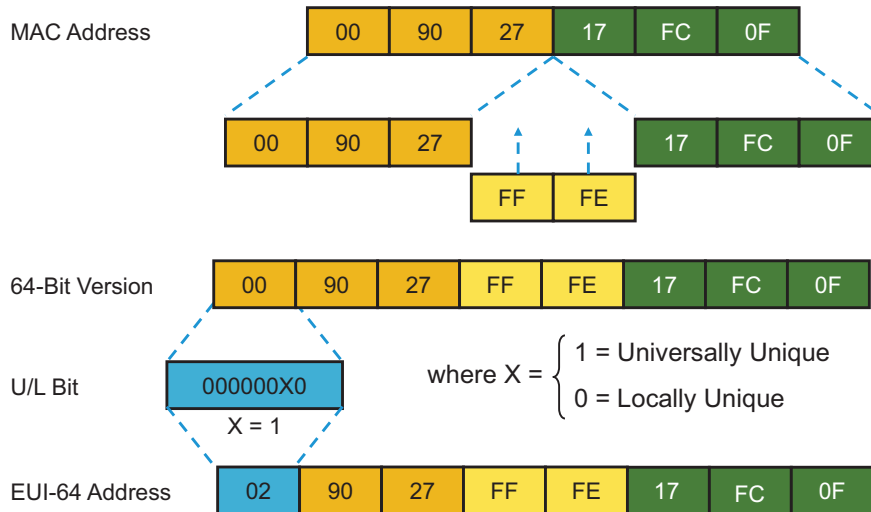 MAC Address 00 90 27 17 FC 0F
00 90 27 17 FC 0F
FF FE
64-Bit Version 00 90 27 FF FE 17 FC 0F
1 = Universally Unique
U/L Bit 000000X0 where X =
0 = Locally Unique
X = 1
EUI-64 Address 02 90 27 FF FE 17 FC 0F